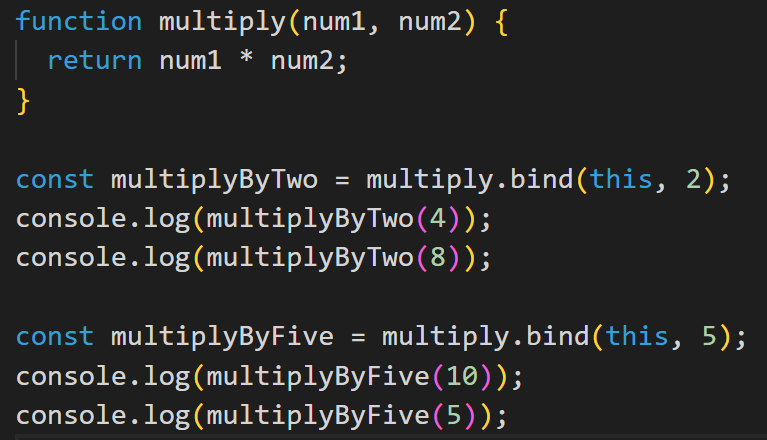 function multiply(num1, num2) {
  return num1 * num2;
}

const multiplyByTwo = multiply.bind(this, 2);
console.log(multiplyByTwo(4));
console.log(multiplyByTwo(8));

const multiplyByFive = multiply.bind(this, 5);
console.log(multiplyByFive(10));
console.log(multiplyByFive(5));